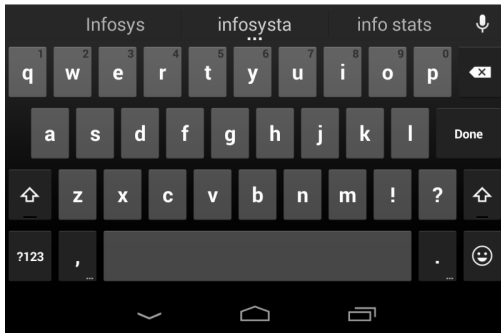 Infosys infosysta info stats
1 2 3 4 5 6 7 8 9 0
q w e r t y u i o p
a s d f g h j k l Done
z x c v b n m ! ?
?123 , ... . ...